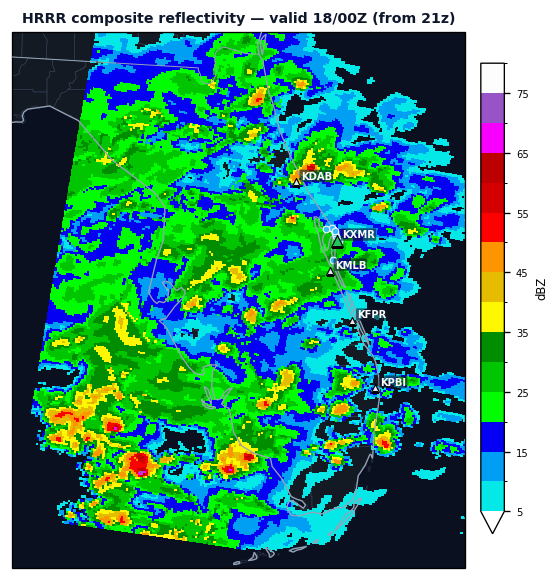 HRRR composite reflectivity — valid 18/00Z (from 21z)
KDAB
KXMR
KMLB
KFPR
KPBI
75
65
55
45
35
25
15
5
dBZ